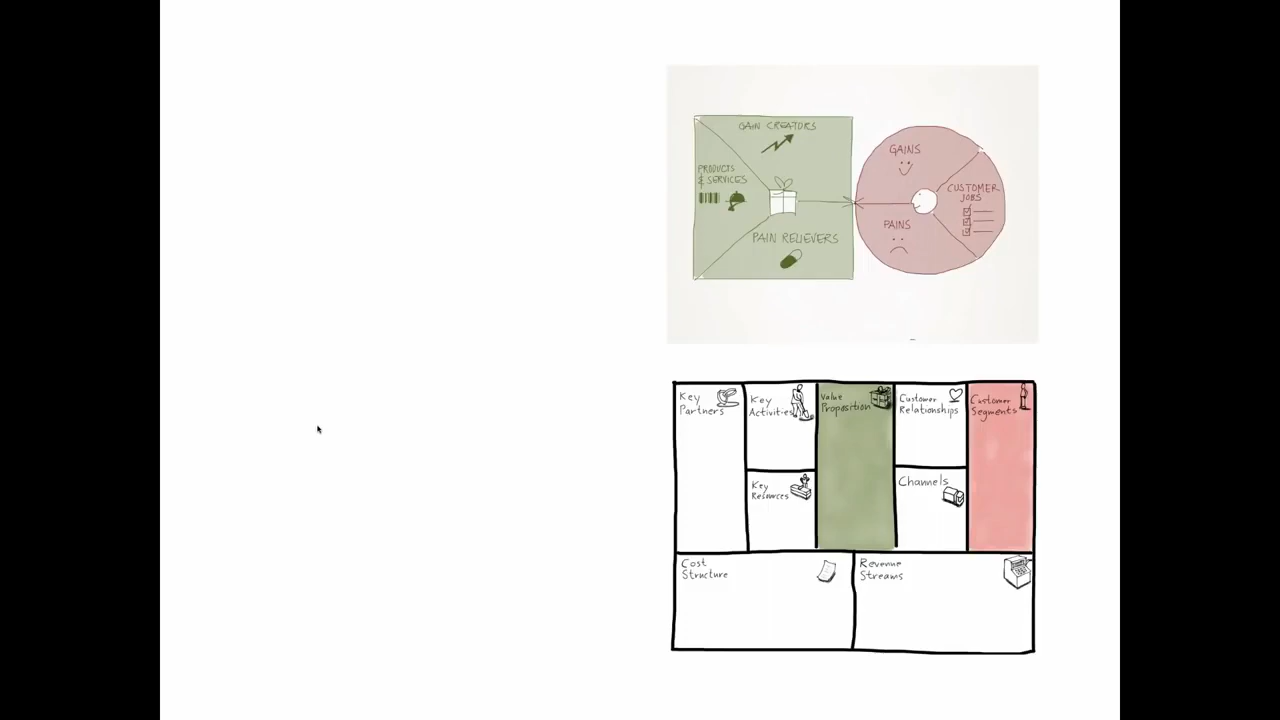 GAIN CREATORS
PRODUCTS
& SERVICES
PAIN RELIEVERS
GAINS
CUSTOMER
JOBS
PAINS
Key
Partners
Key
Activities
Key
Resources
Value
Proposition
Customer
Relationships
Channels
Customer
Segments
Cost
Structure
Revenue
Streams